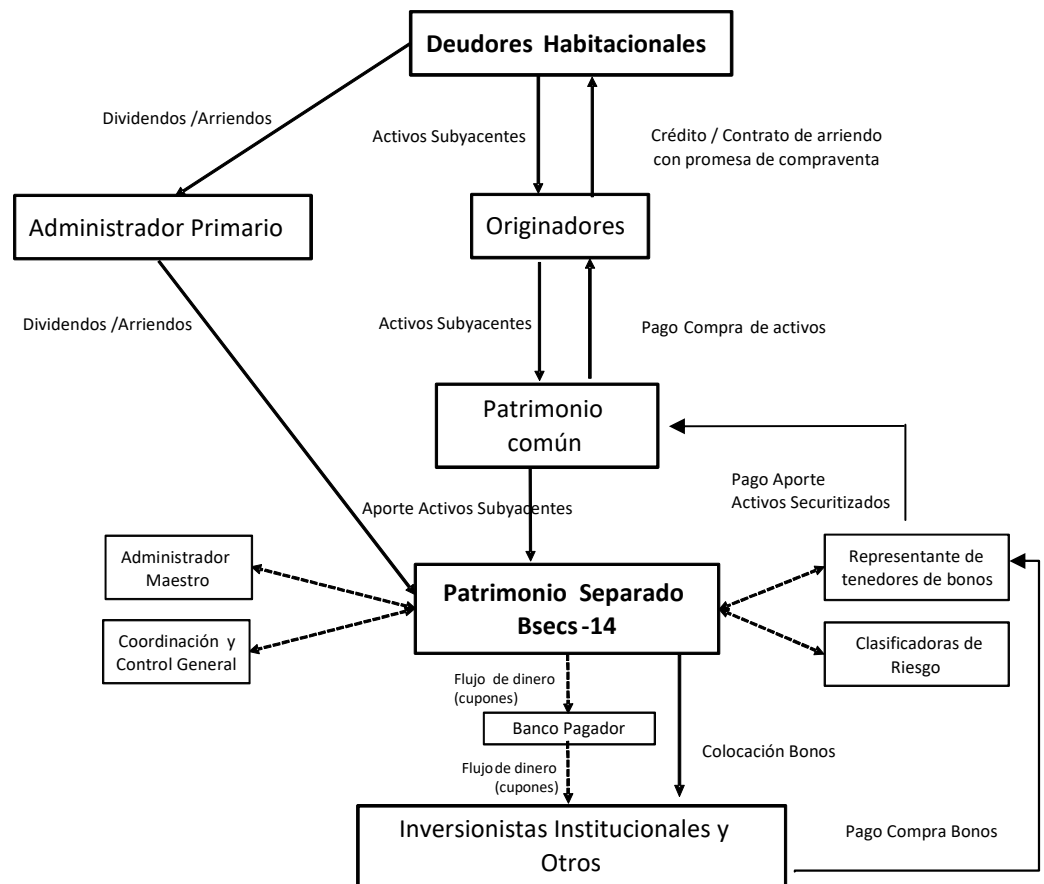 Deudores Habitacionales
Dividendos /Arriendos
Activos Subyacentes
Crédito / Contrato de arriendo
con promesa de compraventa
Administrador Primario
Originadores
Dividendos /Arriendos
Activos Subyacentes
Pago Compra de activos
Patrimonio
común
Pago Aporte
Activos Securitizados
Aporte Activos Subyacentes
Administrador
Maestro
Representante de
tenedores de bonos
Patrimonio Separado
Bsecs -14
Coordinación y
Control General
Clasificadoras de
Riesgo
Flujo de dinero
(cupones)
Banco Pagador
Colocación Bonos
Flujo de dinero
(cupones)
Inversionistas Institucionales y
Otros
Pago Compra Bonos